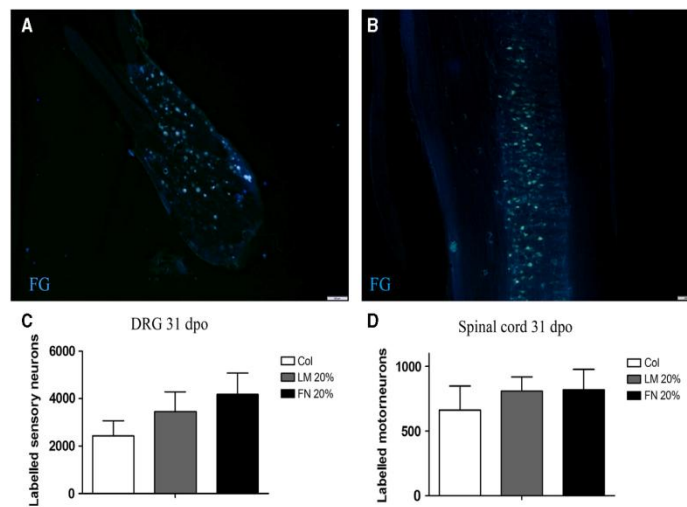 A
B
FG
FG
C
DRG 31 dpo
Labelled sensory neurons
6000
4000
2000
0
Col
LM 20%
FN 20%
D
Spinal cord 31 dpo
Labelled motorneurons
1000
500
0
Col
LM 20%
FN 20%